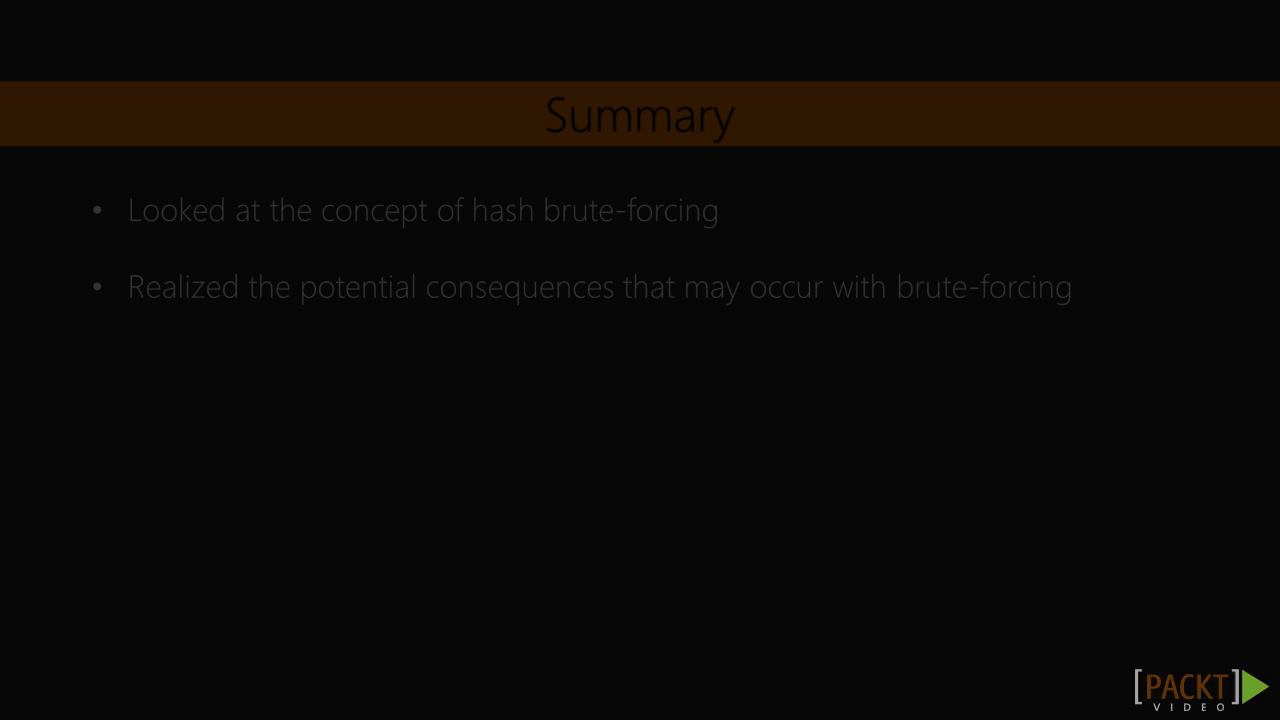 Summary
• Looked at the concept of hash brute-forcing
• Realized the potential consequences that may occur with brute-forcing
[PACKT]
VIDEO